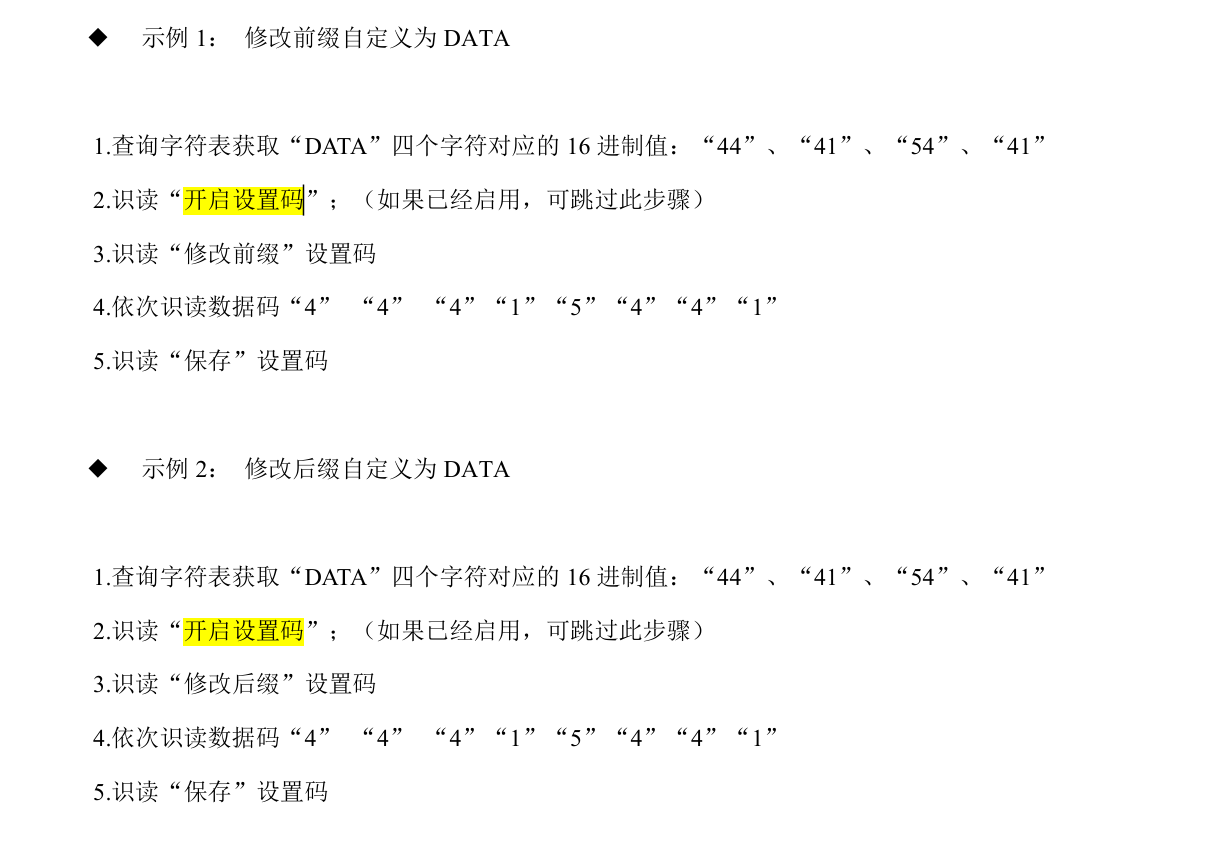 ◆ 示例 1： 修改前缀自定义为 DATA
1.查询字符表获取“DATA”四个字符对应的 16 进制值：“44”、“41”、“54”、“41”
2.识读“开启设置码”；（如果已经启用，可跳过此步骤）
3.识读“修改前缀”设置码
4.依次识读数据码“4” “4” “4”“1”“5”“4”“4”“1”
5.识读“保存”设置码
◆ 示例 2： 修改后缀自定义为 DATA
1.查询字符表获取“DATA”四个字符对应的 16 进制值：“44”、“41”、“54”、“41”
2.识读“开启设置码”；（如果已经启用，可跳过此步骤）
3.识读“修改后缀”设置码
4.依次识读数据码“4” “4” “4”“1”“5”“4”“4”“1”
5.识读“保存”设置码